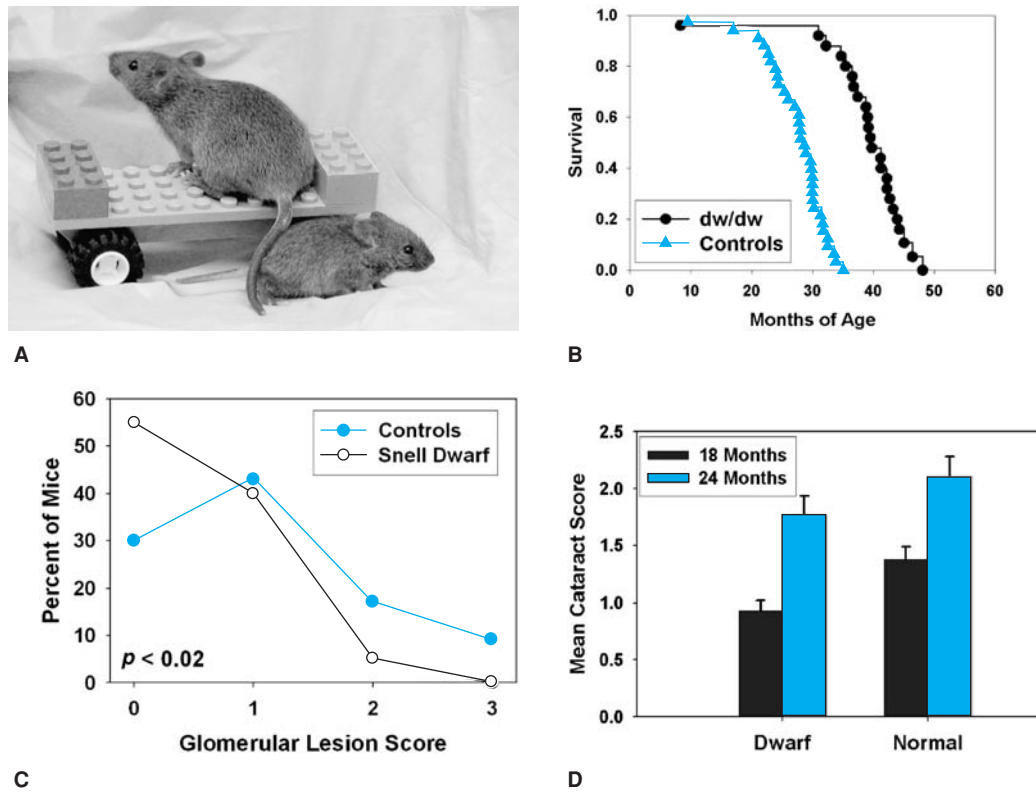 A
1.0
0.8
0.6
0.4
0.2
0.0
Survival
dw/dw
Controls
0 10 20 30 40 50 60
Months of Age
B
60
50
40
30
20
10
0
Percent of Mice
Controls
Snell Dwarf
p < 0.02
0 1 2 3
Glomerular Lesion Score
C
2.5
2.0
1.5
1.0
0.5
0.0
Mean Cataract Score
18 Months
24 Months
Dwarf Normal
D